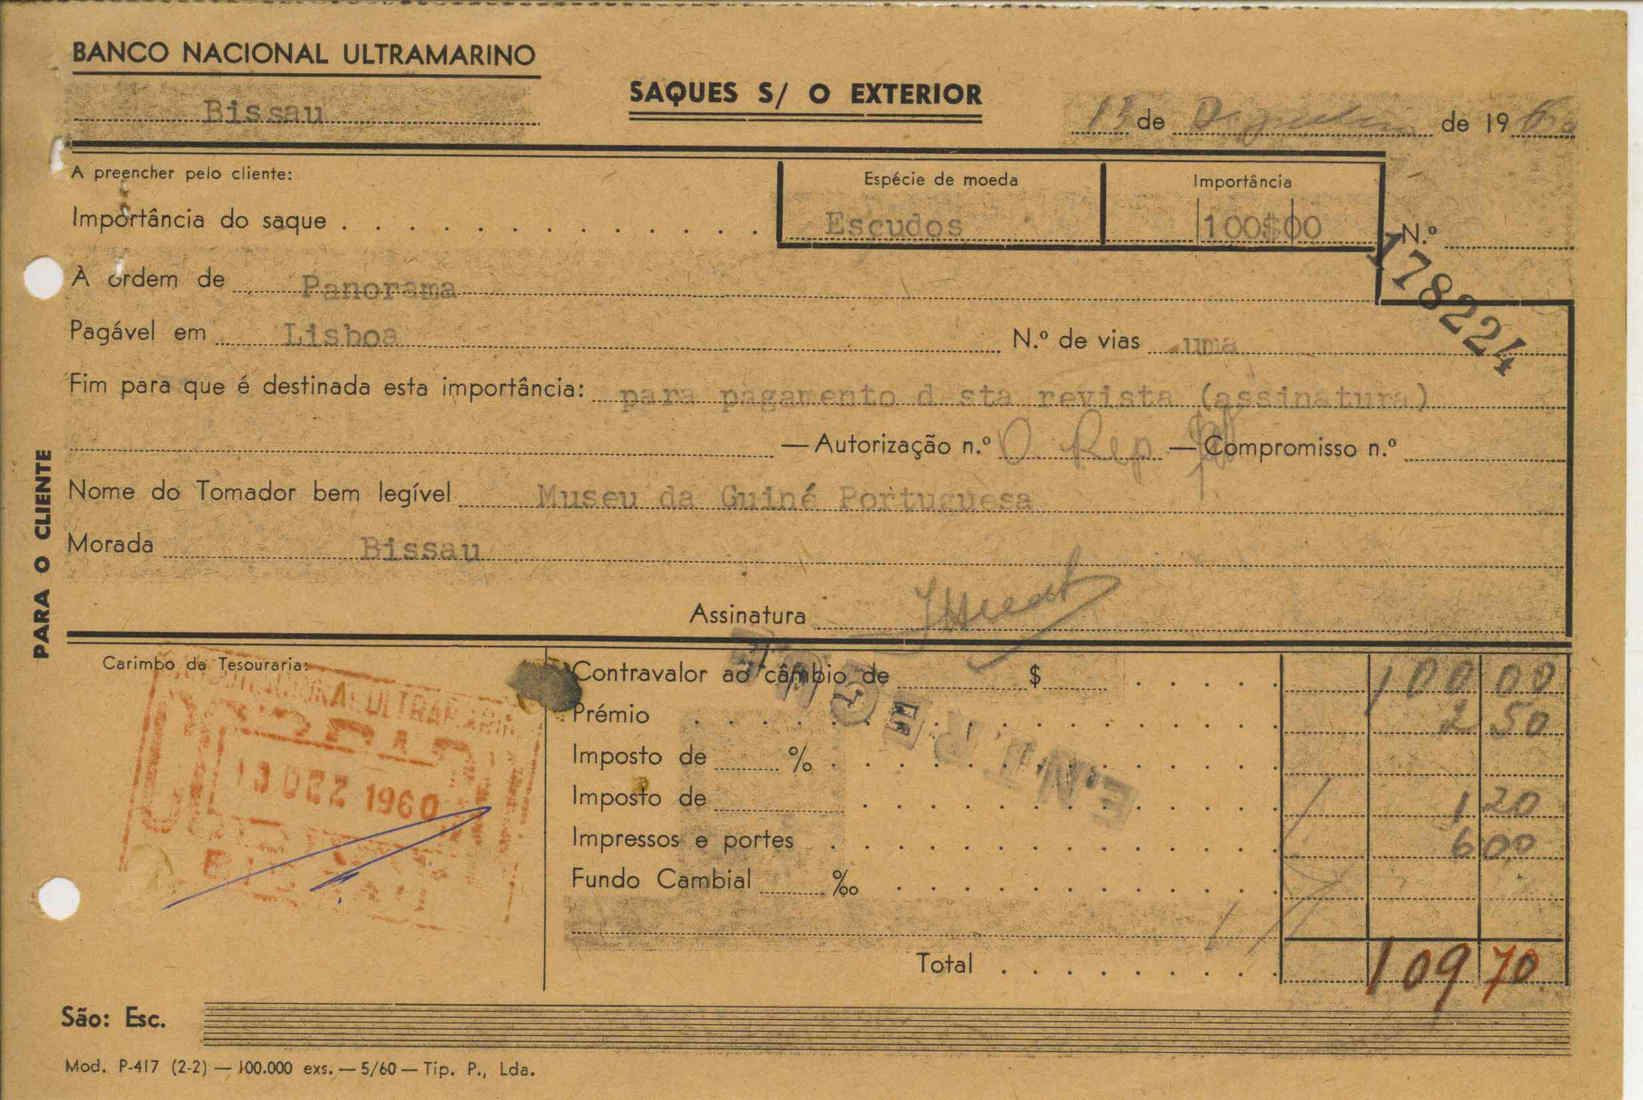 BANCO NACIONAL ULTRAMARINO
Bissau
SAQUES S/ O EXTERIOR
13 de Dezembro de 1960
A preencher pelo cliente:
Importância do saque
Espécie de moeda
Escudos
Importância
100$00
N.º
178224
À ordem de Panorama
Pagável em Lisboa N.º de vias uma
Fim para que é destinada esta importância: para pagamento d sta revista (assinatura)
— Autorização n.º O. Rep — Compromisso n.º
Nome do Tomador bem legível Museu da Guiné Portuguesa
Morada Bissau
Assinatura
PARA O CLIENTE
Carimbo da Tesouraria:
13 DEZ 1960
BISSAU
ENTREGUE
Contravalor ao câmbio de $ 100 00
Prémio 2 50
Imposto de %
Imposto de 1 20
Impressos e portes 6 00
Fundo Cambial ‰
Total 109 70
São: Esc.
Mod. P-417 (2-2) — 100.000 exs. — 5/60 — Tip. P., Lda.